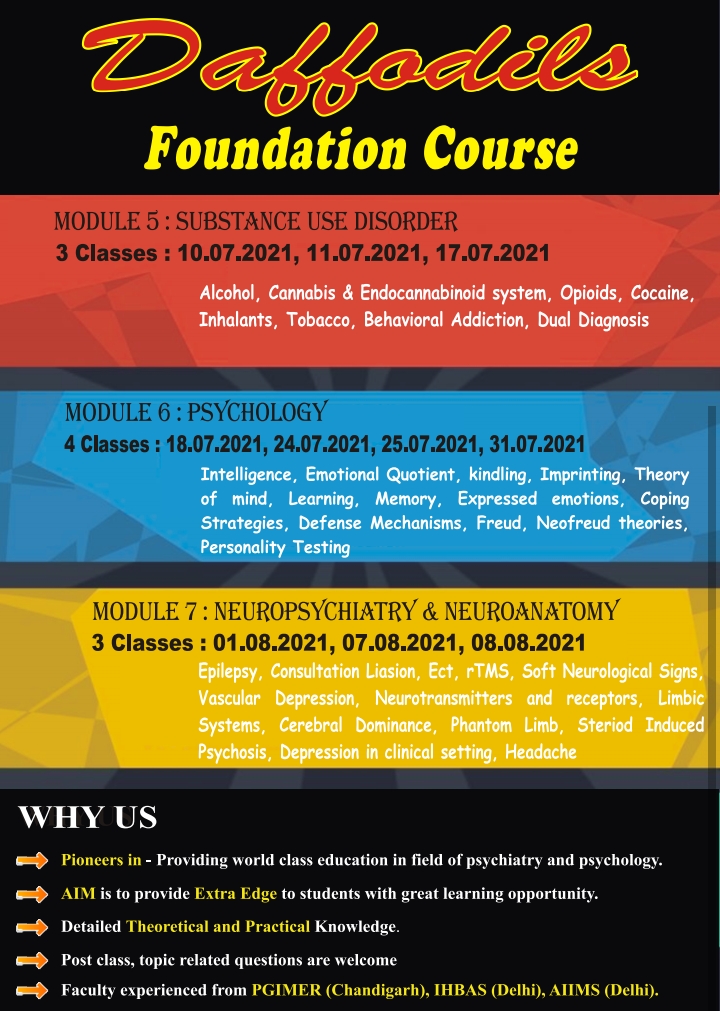 Daffodils
Foundation Course
MODULE 5 : SUBSTANCE USE DISORDER
3 Classes : 10.07.2021, 11.07.2021, 17.07.2021
Alcohol, Cannabis & Endocannabinoid system, Opioids, Cocaine,
Inhalants, Tobacco, Behavioral Addiction, Dual Diagnosis
MODULE 6 : PSYCHOLOGY
4 Classes : 18.07.2021, 24.07.2021, 25.07.2021, 31.07.2021
Intelligence, Emotional Quotient, kindling, Imprinting, Theory
of mind, Learning, Memory, Expressed emotions, Coping
Strategies, Defense Mechanisms, Freud, Neofreud theories,
Personality Testing
MODULE 7 : NEUROPSYCHIATRY & NEUROANATOMY
3 Classes : 01.08.2021, 07.08.2021, 08.08.2021
Epilepsy, Consultation Liasion, Ect, rTMS, Soft Neurological Signs,
Vascular Depression, Neurotransmitters and receptors, Limbic
Systems, Cerebral Dominance, Phantom Limb, Steriod Induced
Psychosis, Depression in clinical setting, Headache
WHY US
Pioneers in - Providing world class education in field of psychiatry and psychology.
AIM is to provide Extra Edge to students with great learning opportunity.
Detailed Theoretical and Practical Knowledge.
Post class, topic related questions are welcome
Faculty experienced from PGIMER (Chandigarh), IHBAS (Delhi), AIIMS (Delhi).